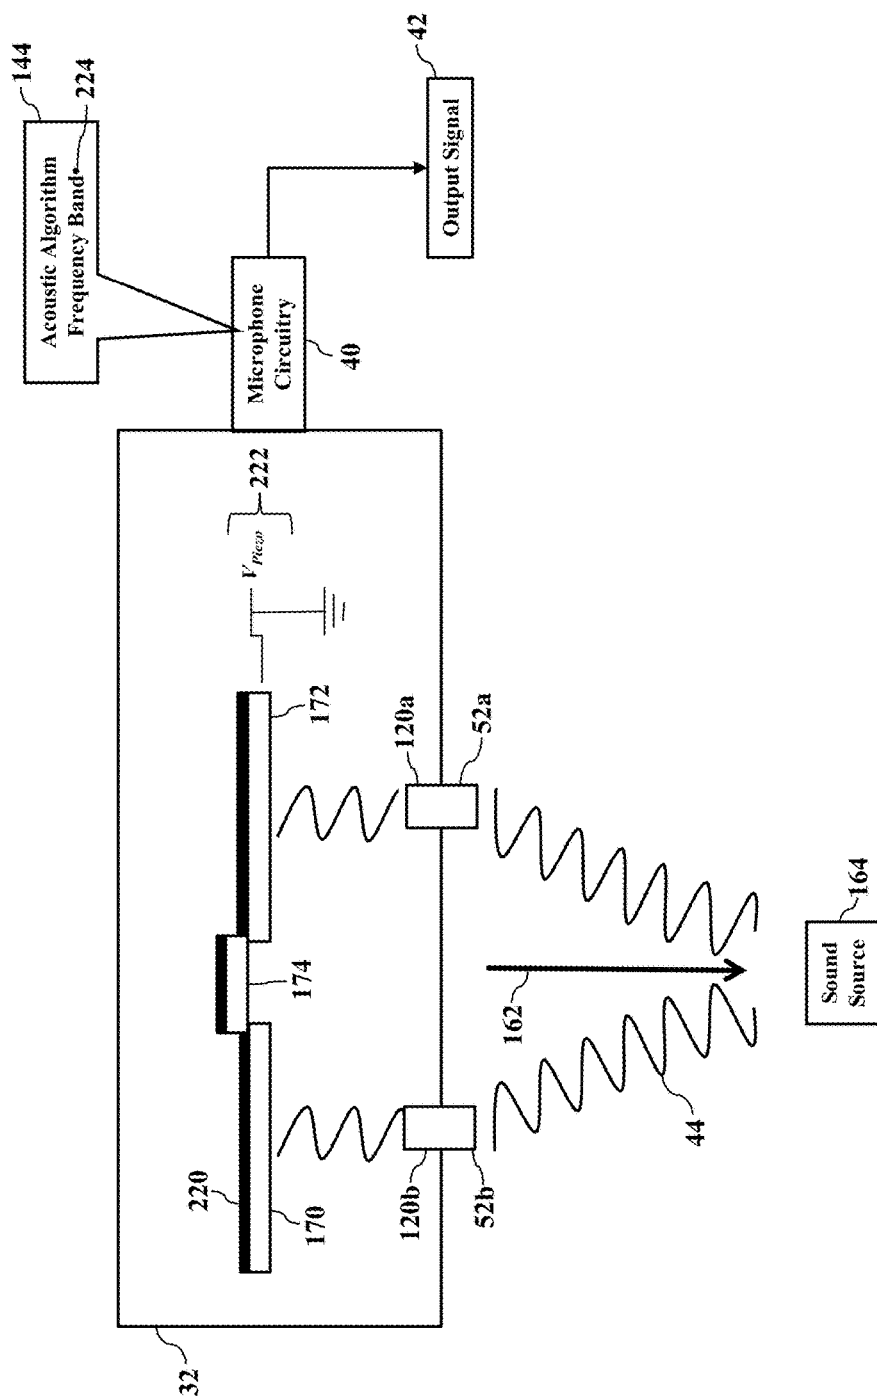 144
224
Acoustic Algorithm
Frequency Band•
42
Output Signal
Microphone
Circuitry
40
222
V Piezo
172
120a
52a
174
162
164
Sound
Source
44
220
170
120b
52b
32